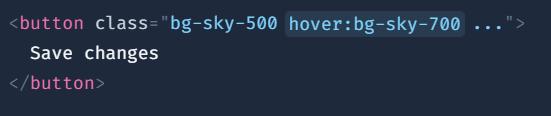 <button class="bg-sky-500 hover:bg-sky-700 ...">
Save changes
</button>